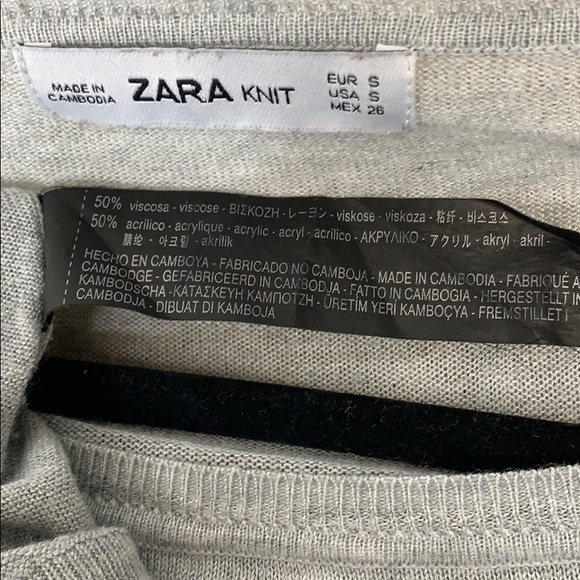 MADE IN
CAMBODIA
ZARA KNIT
EUR S
USA S
MEX 26
50% viscosa - viscose - ΒΙΣΚΟΖΗ - レーヨン - viskose - viskoza - 粘纤 - 비스코스
50% acrílico - acrylique - acrylic - acryl - acrilico - ΑΚΡΥΛΙΚΟ - アクリル - akryl - akril -
腈纶 - 아크릴 - akrilik
HECHO EN CAMBOYA - FABRICADO NO CAMBOJA - MADE IN CAMBODIA - FABRIQUÉ A
CAMBODGE - GEFABRICEERD IN CAMBODJA - FATTO IN CAMBOGIA - HERGESTELLT IN
KAMBODSCHA - ΚΑΤΑΣΚΕΥΗ ΚΑΜΠΟΤΖΗ - ÜRETİM YERİ KAMBOÇYA - FREMSTILLET I
CAMBODJA - DIBUAT DI KAMBOJA